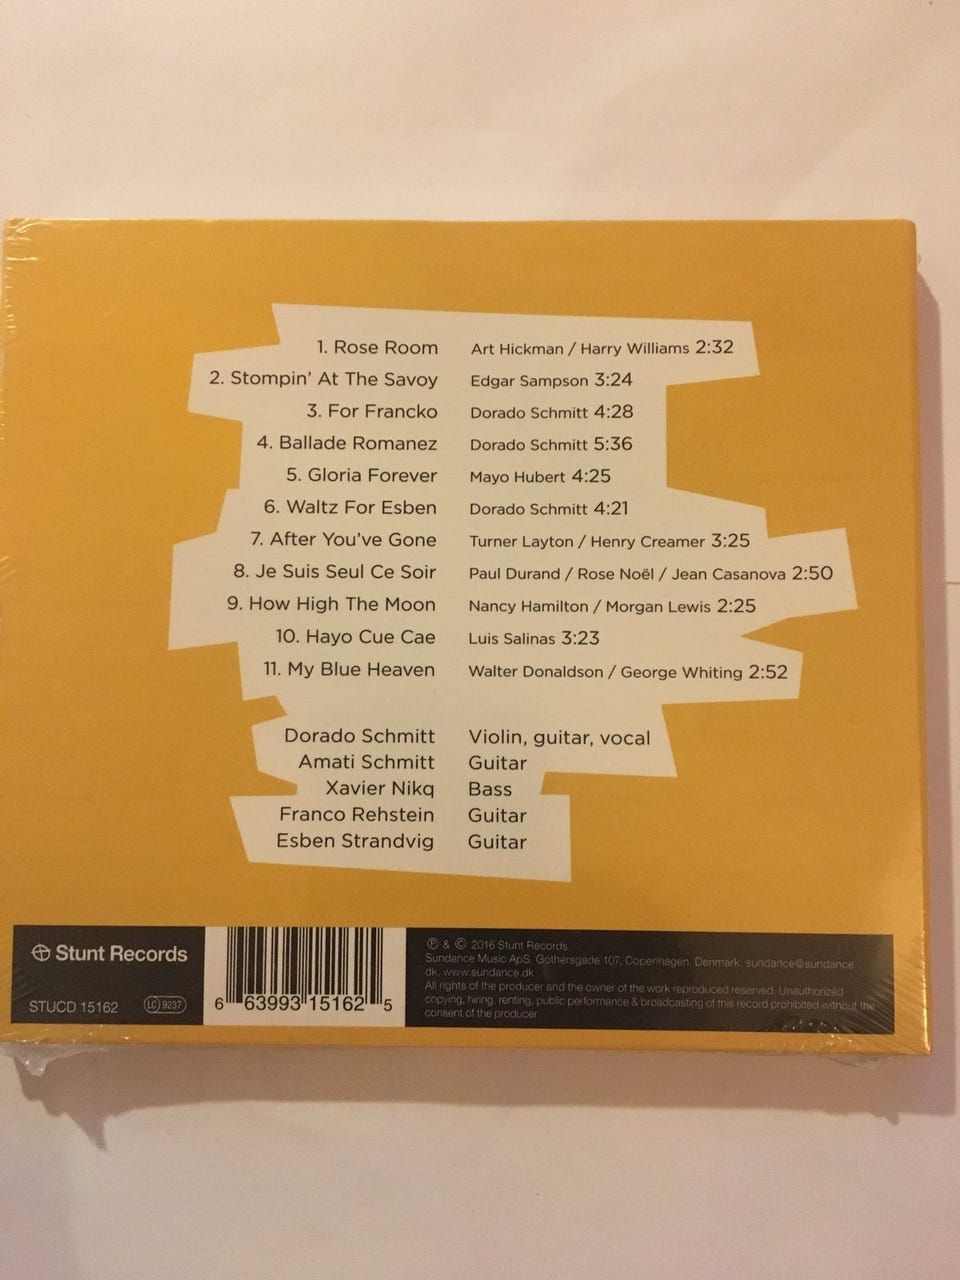 1. Rose Room Art Hickman / Harry Williams 2:32
2. Stompin' At The Savoy Edgar Sampson 3:24
3. For Francko Dorado Schmitt 4:28
4. Ballade Romanez Dorado Schmitt 5:36
5. Gloria Forever Mayo Hubert 4:25
6. Waltz For Esben Dorado Schmitt 4:21
7. After You've Gone Turner Layton / Henry Creamer 3:25
8. Je Suis Seul Ce Soir Paul Durand / Rose Noël / Jean Casanova 2:50
9. How High The Moon Nancy Hamilton / Morgan Lewis 2:25
10. Hayo Cue Cae Luis Salinas 3:23
11. My Blue Heaven Walter Donaldson / George Whiting 2:52
Dorado Schmitt Violin, guitar, vocal
Amati Schmitt Guitar
Xavier Nikq Bass
Franco Rehstein Guitar
Esben Strandvig Guitar
Stunt Records
STUCD 15162 LC 9237
6 63993 15162 5
℗ & © 2016 Stunt Records.
Sundance Music ApS, Gothersgade 107, Copenhagen, Denmark, sundance@sundance
dk, www.sundance.dk
All rights of the producer and the owner of the work reproduced reserved. Unauthorized
copying, hiring, renting, public performance & broadcasting of this record prohibited without the
consent of the producer.